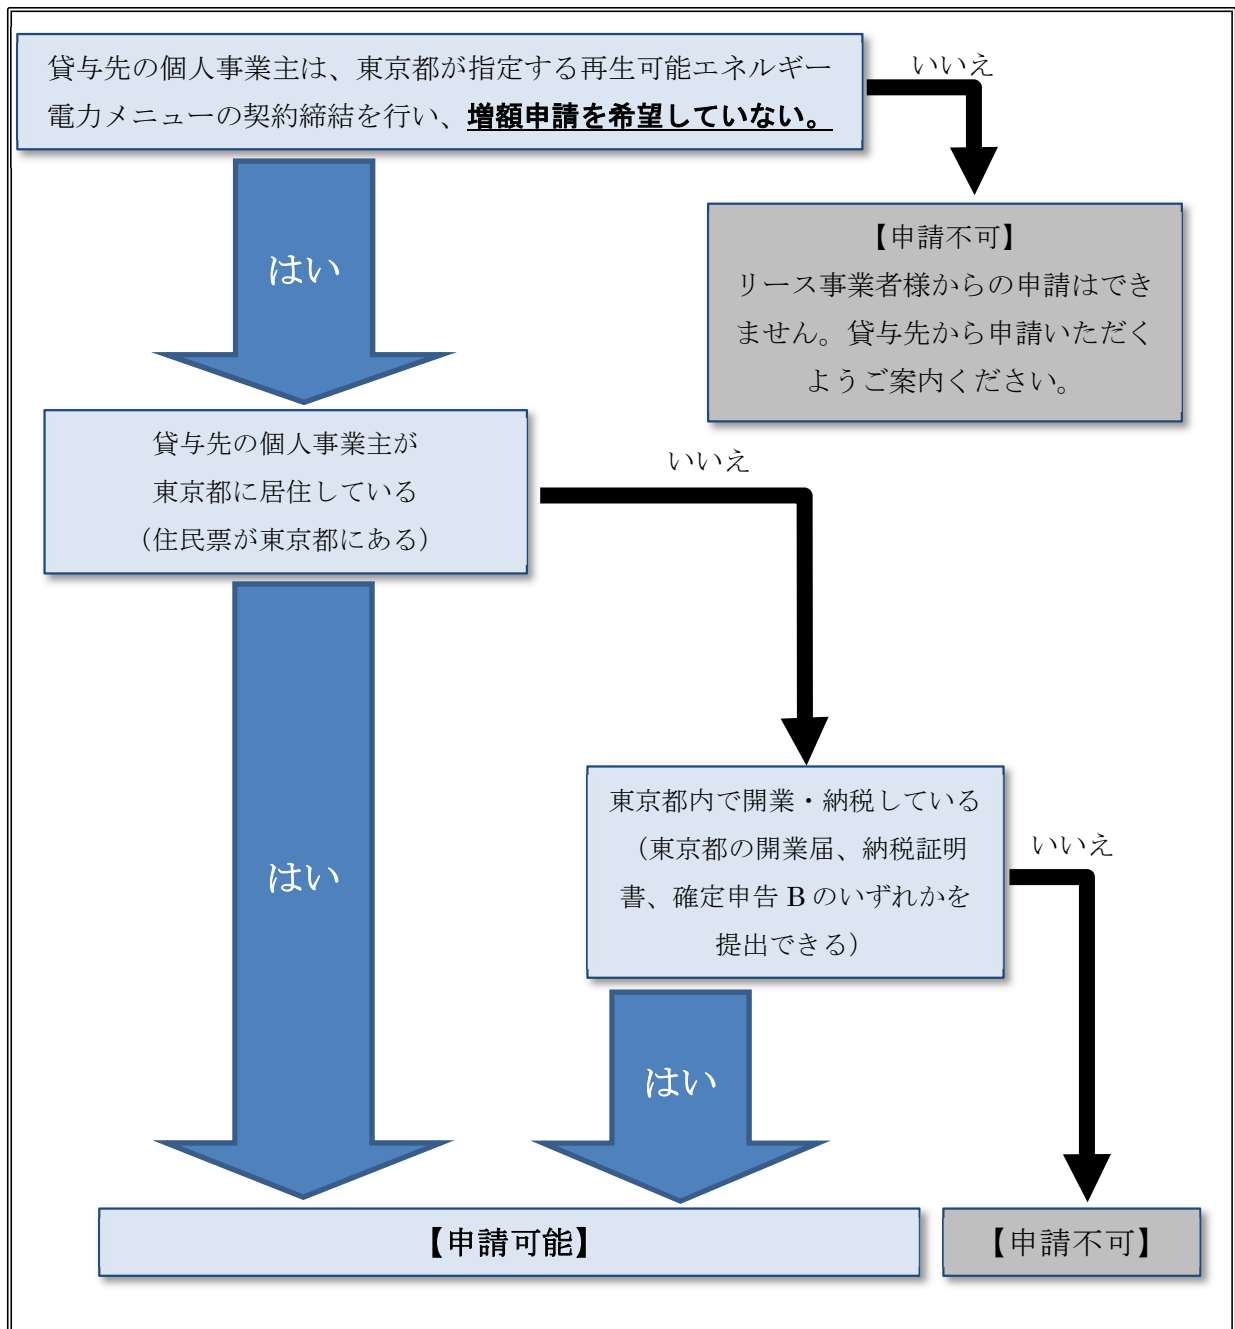 貸与先の個人事業主は、東京都が指定する再生可能エネルギー
電力メニューの契約締結を行い、増額申請を希望していない。
いいえ
はい
【申請不可】
リース事業者様からの申請はでき
ません。貸与先から申請いただく
ようご案内ください。
貸与先の個人事業主が
東京都に居住している
（住民票が東京都にある）
いいえ
はい
東京都内で開業・納税している
（東京都の開業届、納税証明
書、確定申告 B のいずれかを
提出できる）
いいえ
はい
【申請可能】
【申請不可】